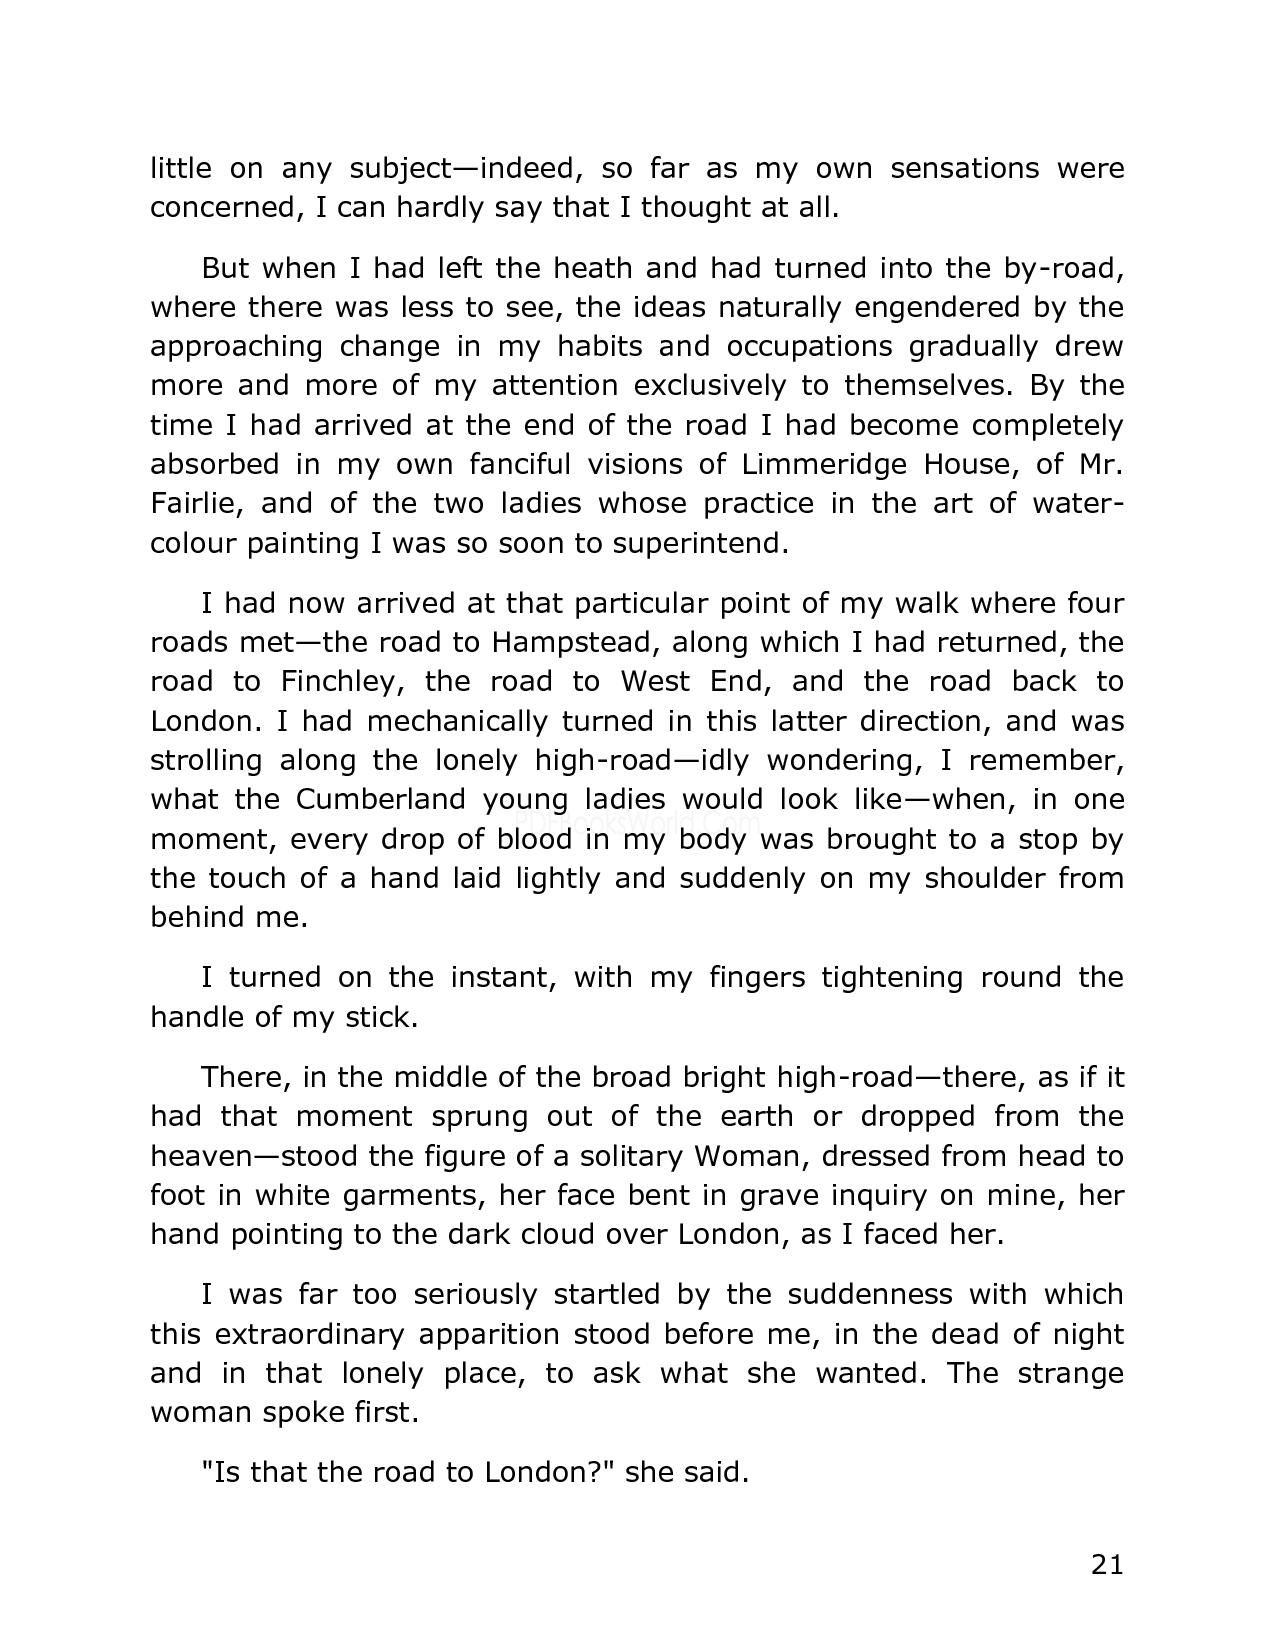 little on any subject—indeed, so far as my own sensations were
concerned, I can hardly say that I thought at all.
But when I had left the heath and had turned into the by-road,
where there was less to see, the ideas naturally engendered by the
approaching change in my habits and occupations gradually drew
more and more of my attention exclusively to themselves. By the
time I had arrived at the end of the road I had become completely
absorbed in my own fanciful visions of Limmeridge House, of Mr.
Fairlie, and of the two ladies whose practice in the art of water-
colour painting I was so soon to superintend.
I had now arrived at that particular point of my walk where four
roads met—the road to Hampstead, along which I had returned, the
road to Finchley, the road to West End, and the road back to
London. I had mechanically turned in this latter direction, and was
strolling along the lonely high-road—idly wondering, I remember,
what the Cumberland young ladies would look like—when, in one
PDFBooksWorld.Com
moment, every drop of blood in my body was brought to a stop by
the touch of a hand laid lightly and suddenly on my shoulder from
behind me.
I turned on the instant, with my fingers tightening round the
handle of my stick.
There, in the middle of the broad bright high-road—there, as if it
had that moment sprung out of the earth or dropped from the
heaven—stood the figure of a solitary Woman, dressed from head to
foot in white garments, her face bent in grave inquiry on mine, her
hand pointing to the dark cloud over London, as I faced her.
I was far too seriously startled by the suddenness with which
this extraordinary apparition stood before me, in the dead of night
and in that lonely place, to ask what she wanted. The strange
woman spoke first.
"Is that the road to London?" she said.
21